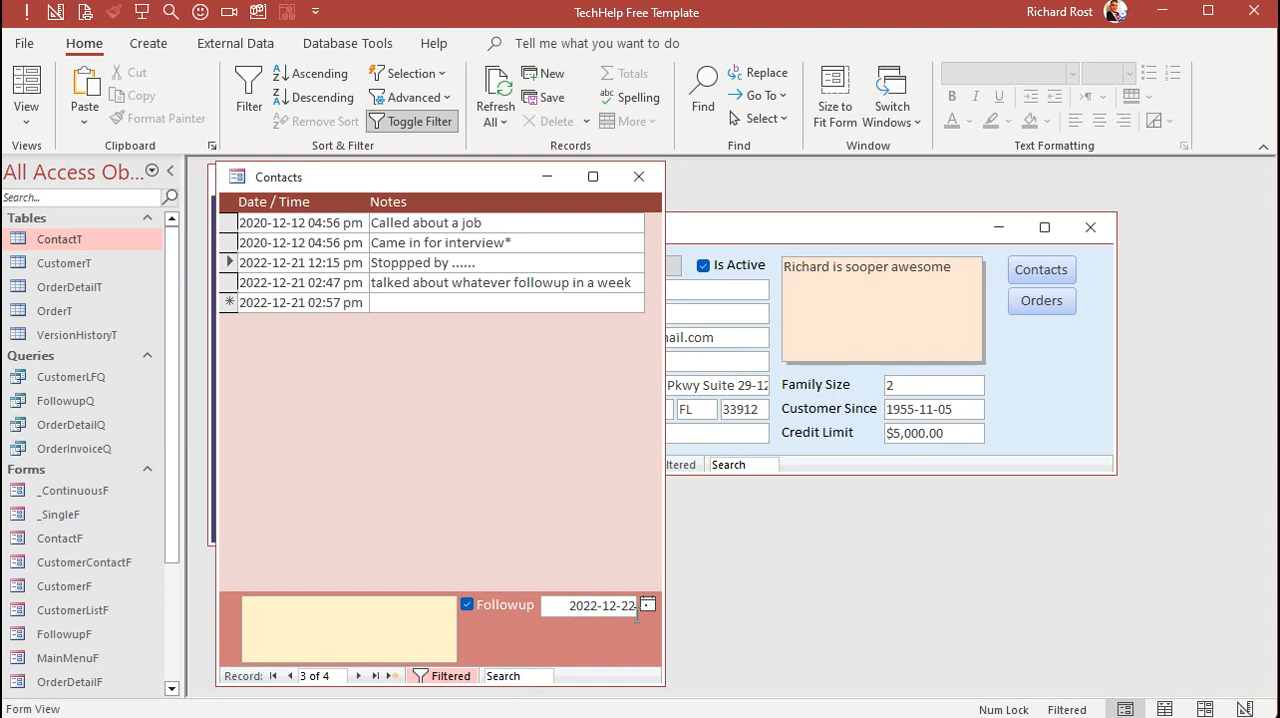 TechHelp Free Template
Richard Rost
File
Home
Create
External Data
Database Tools
Help
Tell me what you want to do
View
Views
Paste
Cut
Copy
Format Painter
Clipboard
Filter
Ascending
Descending
Remove Sort
Selection
Advanced
Toggle Filter
Sort & Filter
Refresh
All
New
Save
Delete
Totals
Spelling
More
Records
Find
Replace
Go To
Select
Find
Size to
Fit Form
Switch
Windows
Window
B I U
A
Text Formatting
All Access Ob...
Search...
Tables
ContactT
CustomerT
OrderDetailT
OrderT
VersionHistoryT
Queries
CustomerLFQ
FollowupQ
OrderDetailQ
OrderInvoiceQ
Forms
_ContinuousF
_SingleF
ContactF
CustomerContactF
CustomerF
CustomerListF
FollowupF
MainMenuF
OrderDetailF
Contacts
Date / Time Notes
2020-12-12 04:56 pm Called about a job
2020-12-12 04:56 pm Came in for interview*
2022-12-21 12:15 pm Stoppped by ......
2022-12-21 02:47 pm talked about whatever followup in a week
* 2022-12-21 02:57 pm
Followup 2022-12-22
Record: 3 of 4 Filtered Search
Is Active
Richard is sooper awesome
Contacts
Orders
ail.com
Pkwy Suite 29-12
FL 33912
Family Size 2
Customer Since 1955-11-05
Credit Limit $5,000.00
ltered Search
Form View
Num Lock Filtered